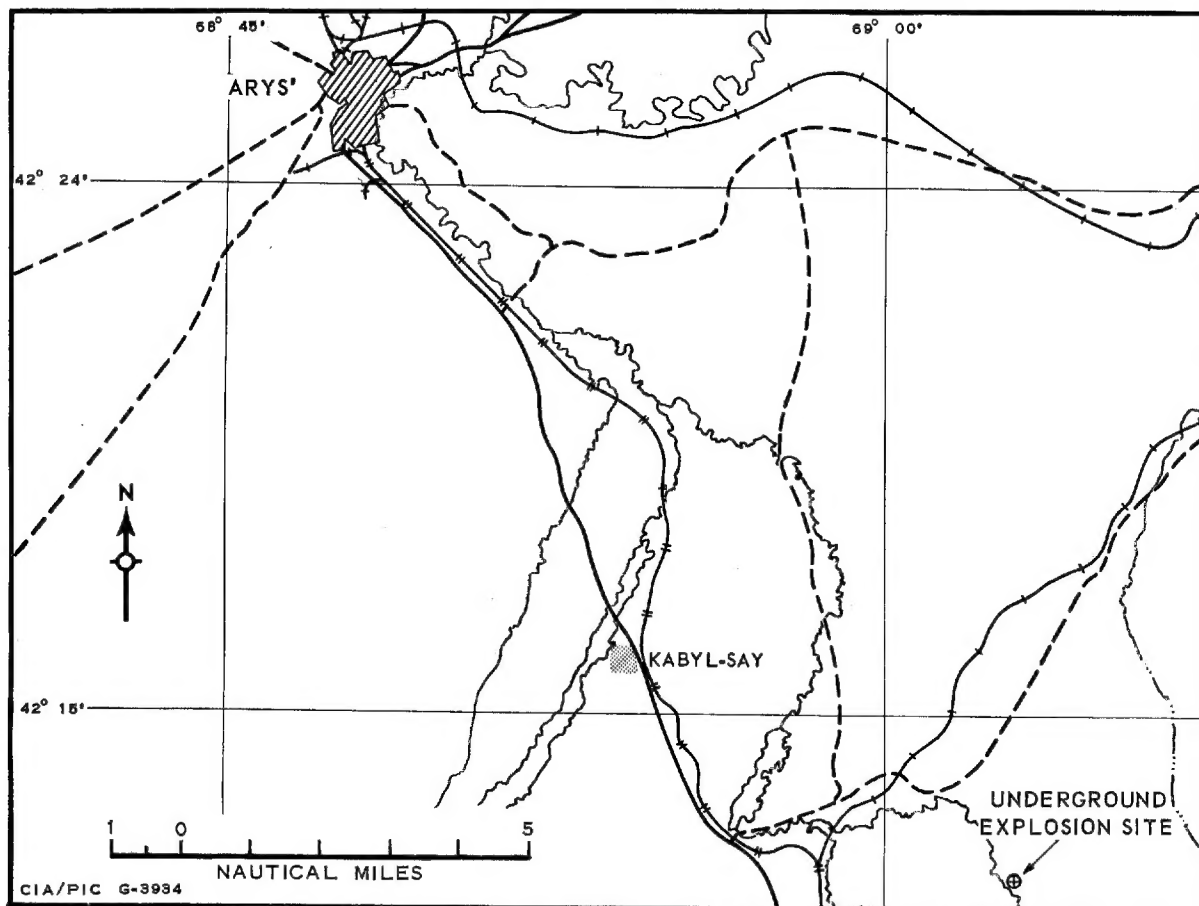 68° 45'
69° 00'
ARYS'
42° 24'
N
KABYL-SAY
42° 15'
UNDERGROUND
EXPLOSION SITE
1 0 5
NAUTICAL MILES
CIA/PIC G-3934